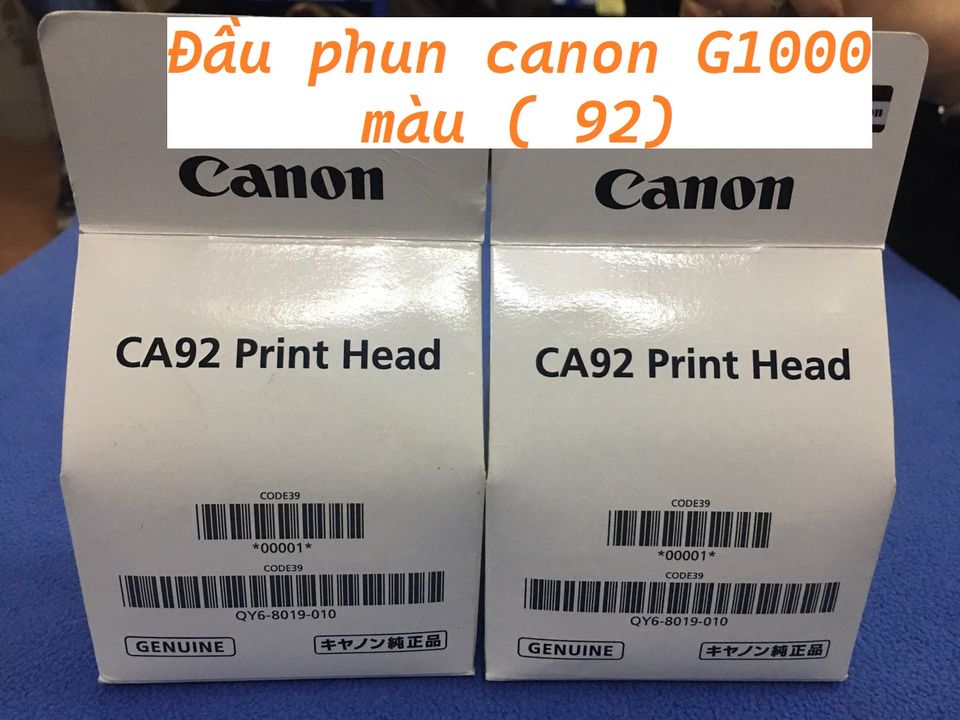 Đầu phun canon G1000
màu ( 92)
Canon
CA92 Print Head
CODE39
*00001*
CODE39
QY6-8019-010
GENUINE
キヤノン純正品
Canon
CA92 Print Head
CODE39
*00001*
CODE39
QY6-8019-010
GENUINE
キヤノン純正品